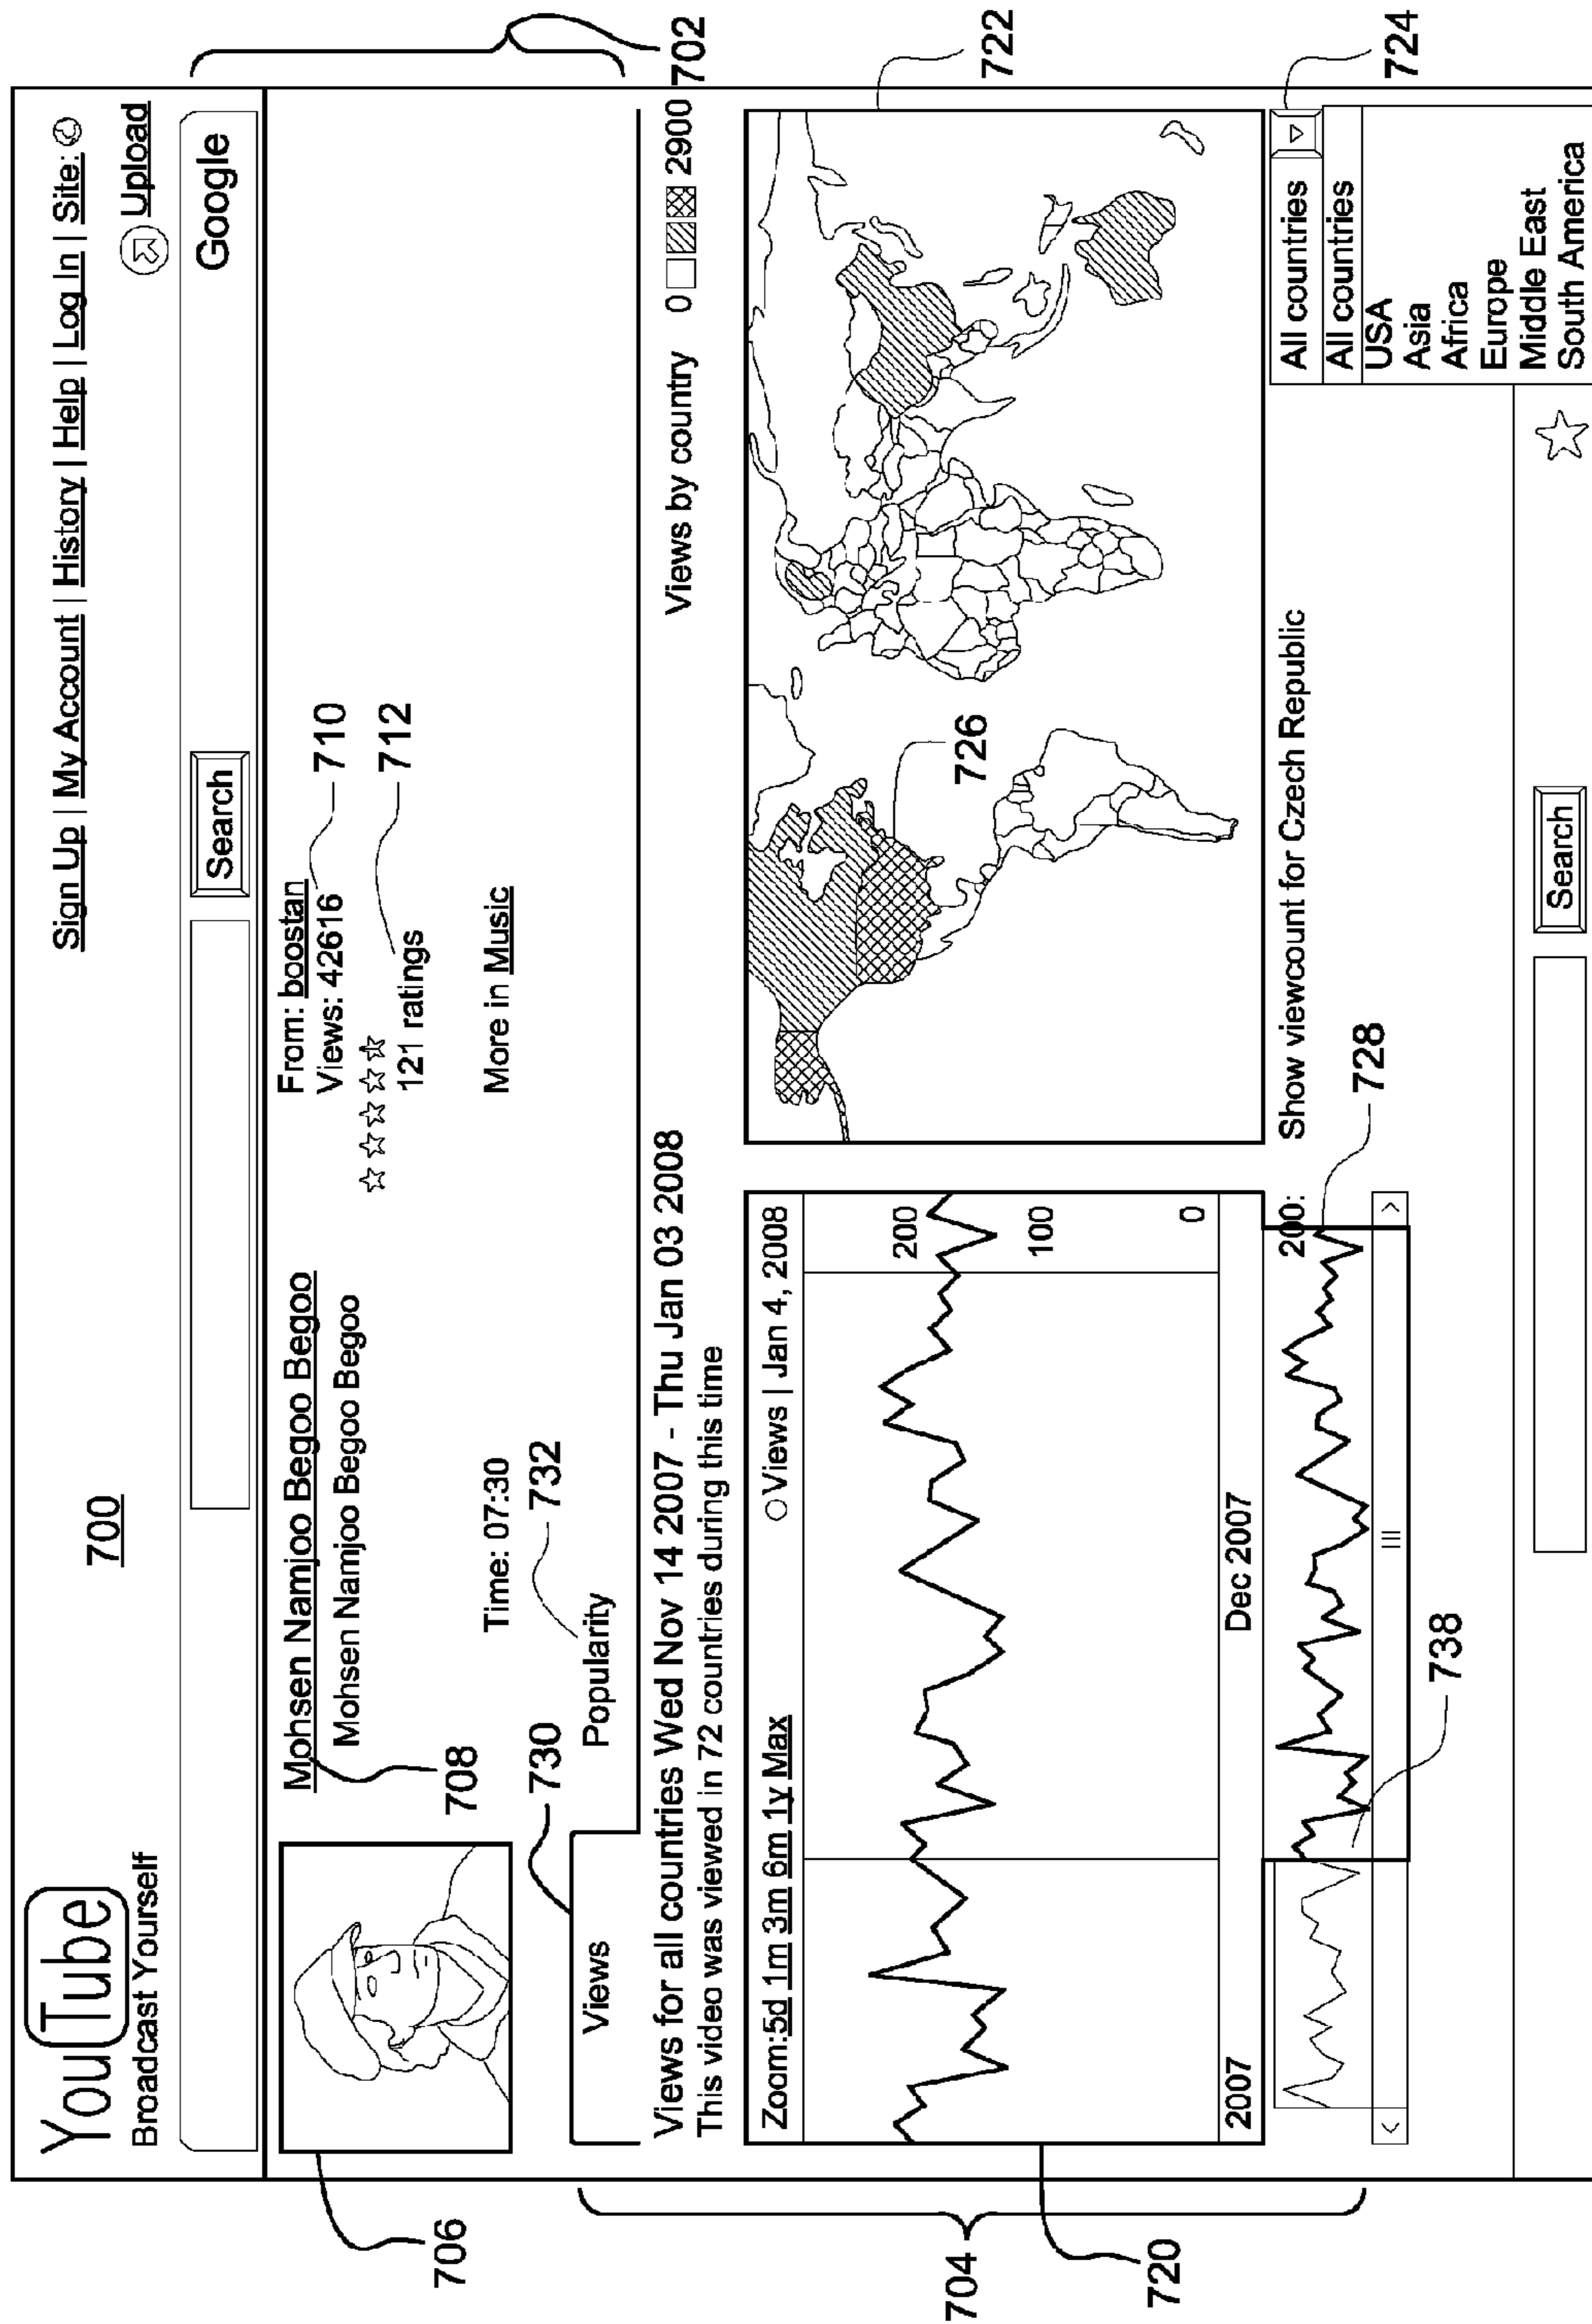 700
YouTube
Broadcast Yourself
Sign Up | My Account | History | Help | Log In | Site:
Upload
Search
Google
706
Mohsen Namjoo Begoo Begoo
Mohsen Namjoo Begoo Begoo
708
Time: 07:30
From: boostan
Views: 42616
710
121 ratings
712
More in Music
702
730
732
Views
Popularity
704
Views for all countries Wed Nov 14 2007 - Thu Jan 03 2008
This video was viewed in 72 countries during this time
Views by country
0
2900
Zoom: 5d 1m 3m 6m 1y Max
Views | Jan 4, 2008
200
100
0
2007
Dec 2007
720
722
726
200:
728
738
Show viewcount for Czech Republic
All countries
724
All countries
USA
Asia
Africa
Europe
Middle East
South America
Search